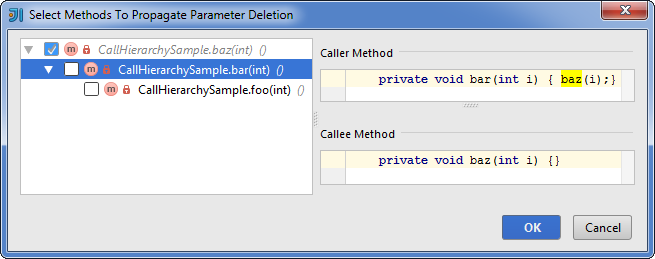 Select Methods To Propagate Parameter Deletion
m CallHierarchySample.baz(int) ()
m CallHierarchySample.bar(int) ()
m CallHierarchySample.foo(int) ()
Caller Method
private void bar(int i) { baz(i);}
Callee Method
private void baz(int i) {}
OK Cancel